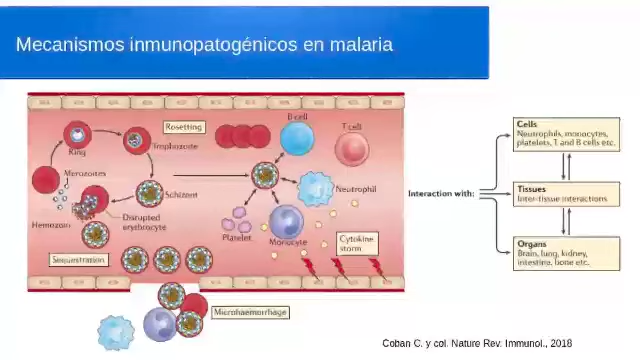 Mecanismos inmunopatogénicos en malaria
Rosetting
B cell
T cell
Ring
Trophozoite
Merozoites
Schizont
Neutrophil
Hemozoin
Disrupted
erythrocyte
Platelet
Monocyte
Cytokine
storm
Sequestration
Microhaemorrhage
Interaction with:
Cells
Neutrophils, monocytes,
platelets, T and B cells etc.
Tissues
Inter-tissue interactions
Organs
Brain, lung, kidney,
intestine, bone etc.
Coban C. y col. Nature Rev. Immunol., 2018